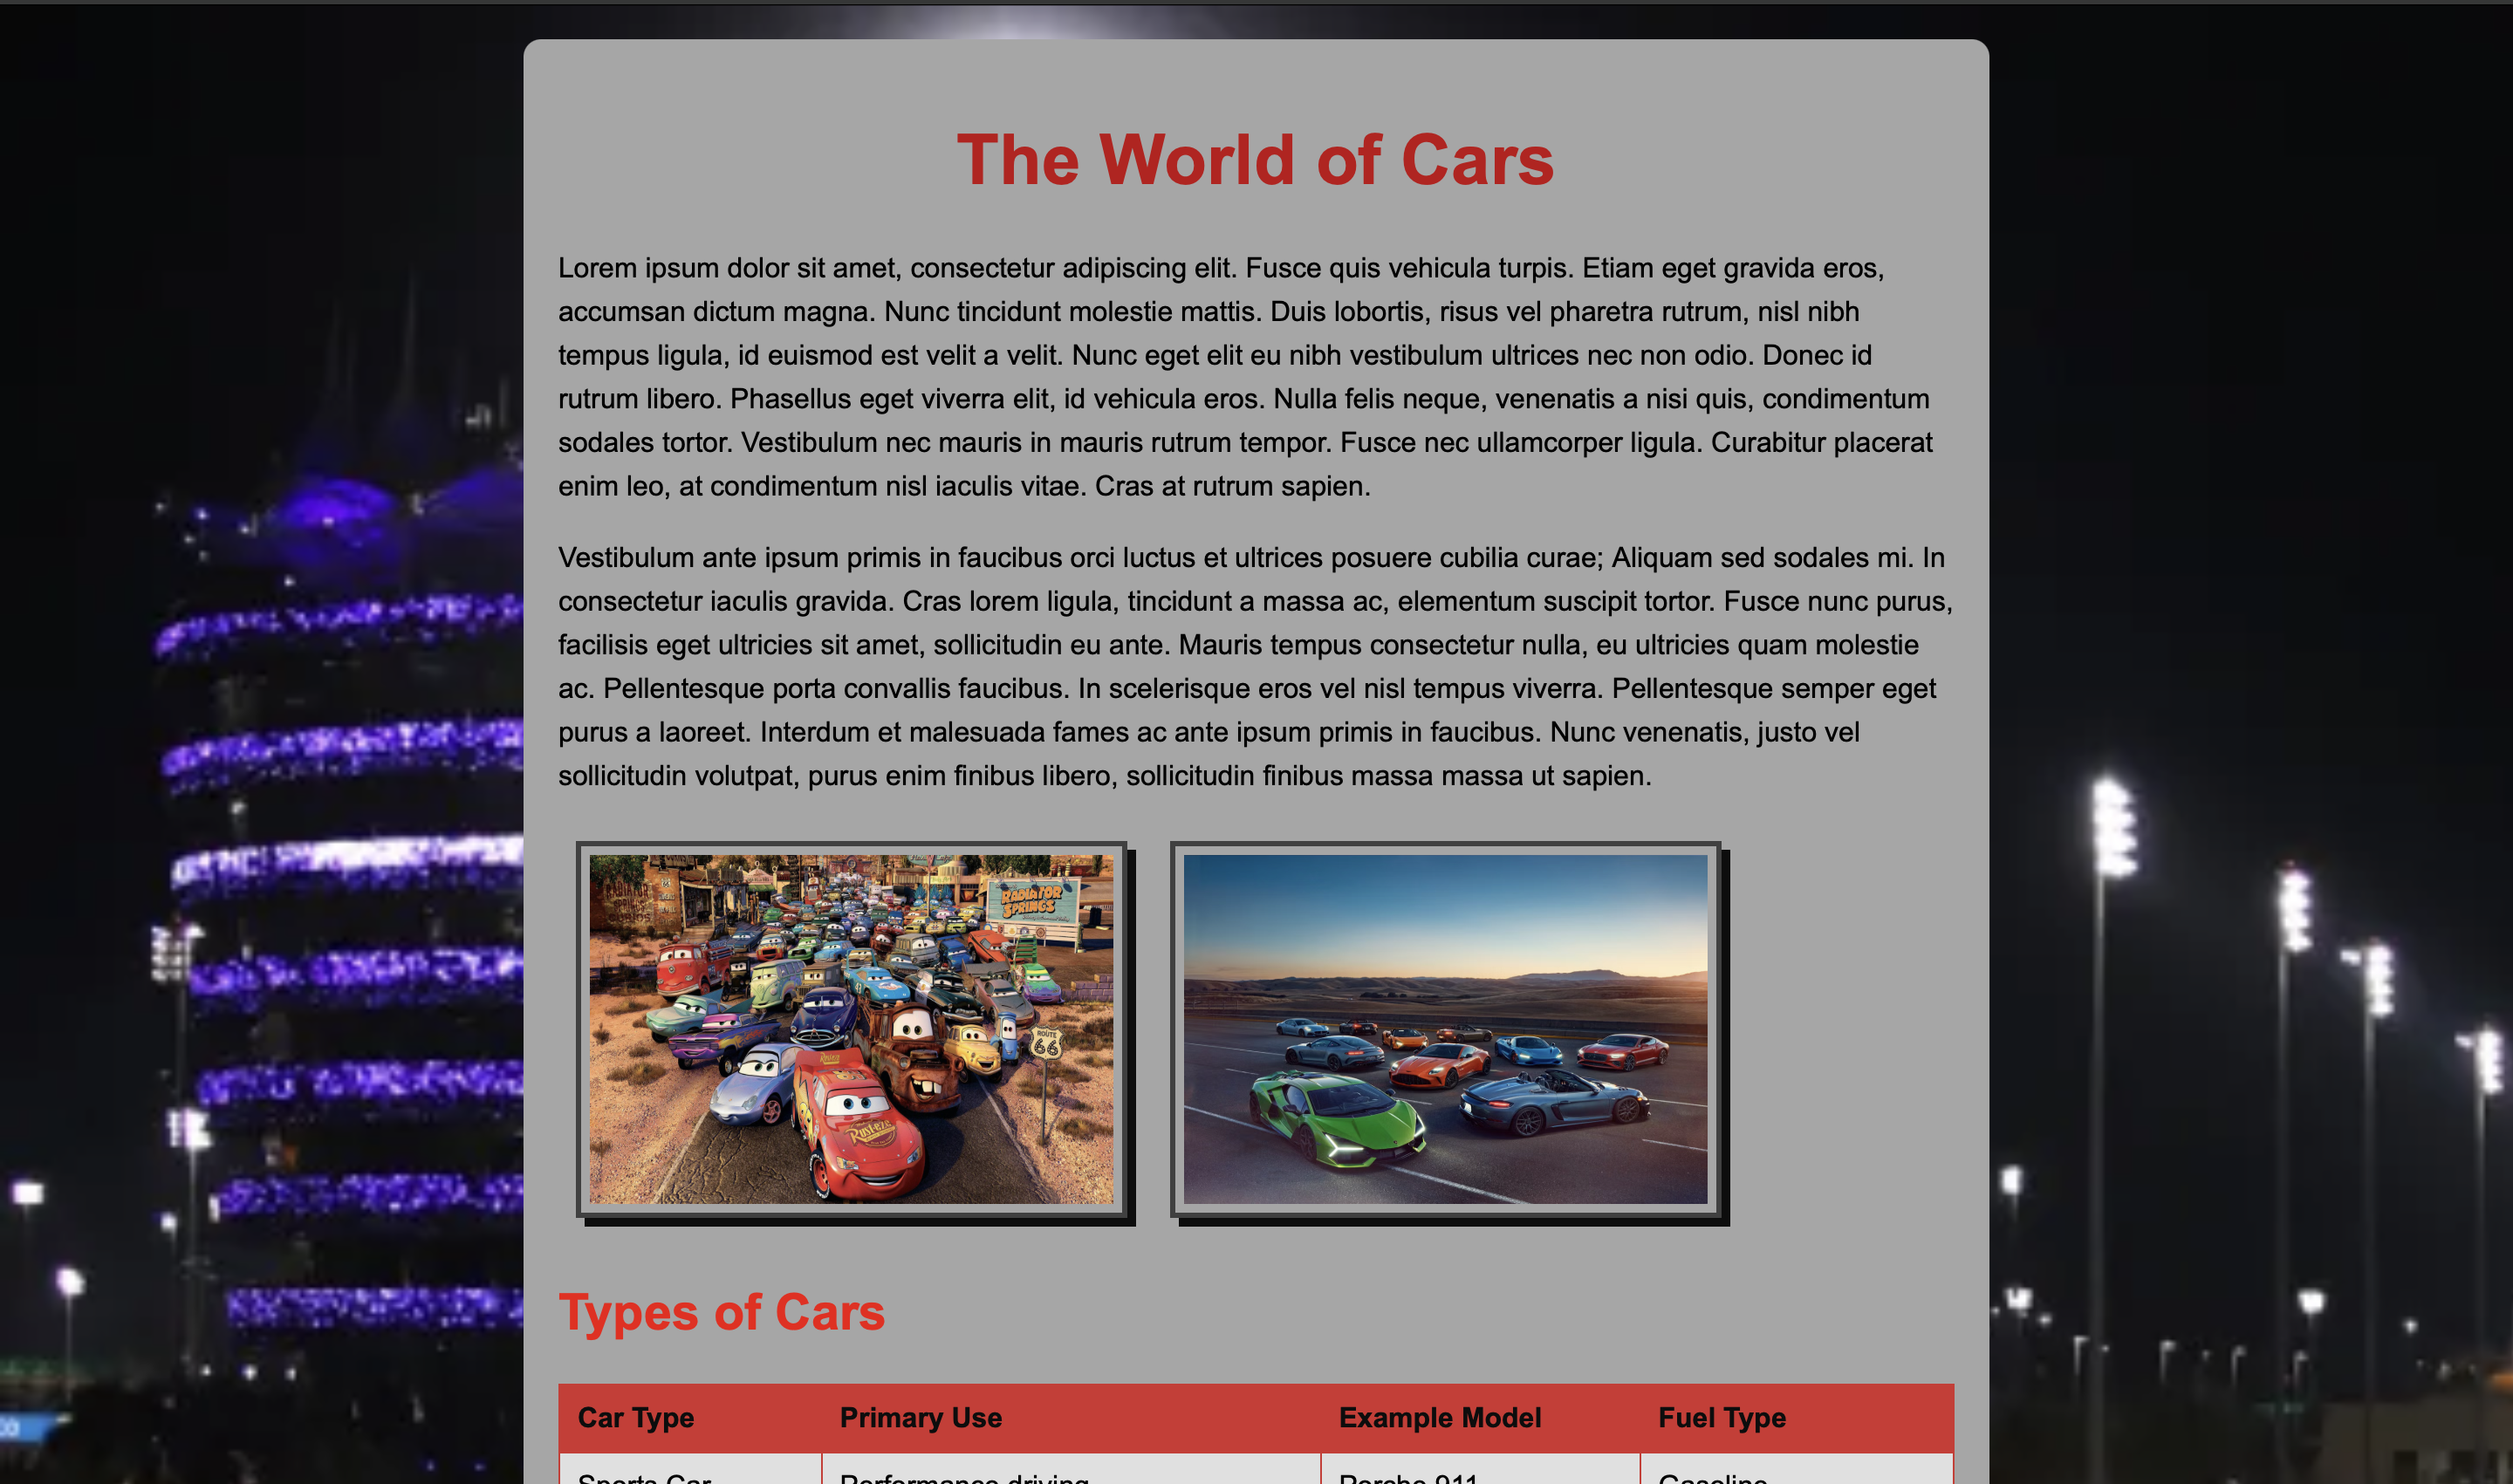 The World of Cars
Lorem ipsum dolor sit amet, consectetur adipiscing elit. Fusce quis vehicula turpis. Etiam eget gravida eros,
accumsan dictum magna. Nunc tincidunt molestie mattis. Duis lobortis, risus vel pharetra rutrum, nisl nibh
tempus ligula, id euismod est velit a velit. Nunc eget elit eu nibh vestibulum ultrices nec non odio. Donec id
rutrum libero. Phasellus eget viverra elit, id vehicula eros. Nulla felis neque, venenatis a nisi quis, condimentum
sodales tortor. Vestibulum nec mauris in mauris rutrum tempor. Fusce nec ullamcorper ligula. Curabitur placerat
enim leo, at condimentum nisl iaculis vitae. Cras at rutrum sapien.
Vestibulum ante ipsum primis in faucibus orci luctus et ultrices posuere cubilia curae; Aliquam sed sodales mi. In
consectetur iaculis gravida. Cras lorem ligula, tincidunt a massa ac, elementum suscipit tortor. Fusce nunc purus,
facilisis eget ultricies sit amet, sollicitudin eu ante. Mauris tempus consectetur nulla, eu ultricies quam molestie
ac. Pellentesque porta convallis faucibus. In scelerisque eros vel nisl tempus viverra. Pellentesque semper eget
purus a laoreet. Interdum et malesuada fames ac ante ipsum primis in faucibus. Nunc venenatis, justo vel
sollicitudin volutpat, purus enim finibus libero, sollicitudin finibus massa massa ut sapien.
RADIATOR
SPRINGS
ROUTE
66
Rust-eze
Types of Cars
Car Type Primary Use Example Model Fuel Type
Sports Car Performance driving Porche 911 Gasoline